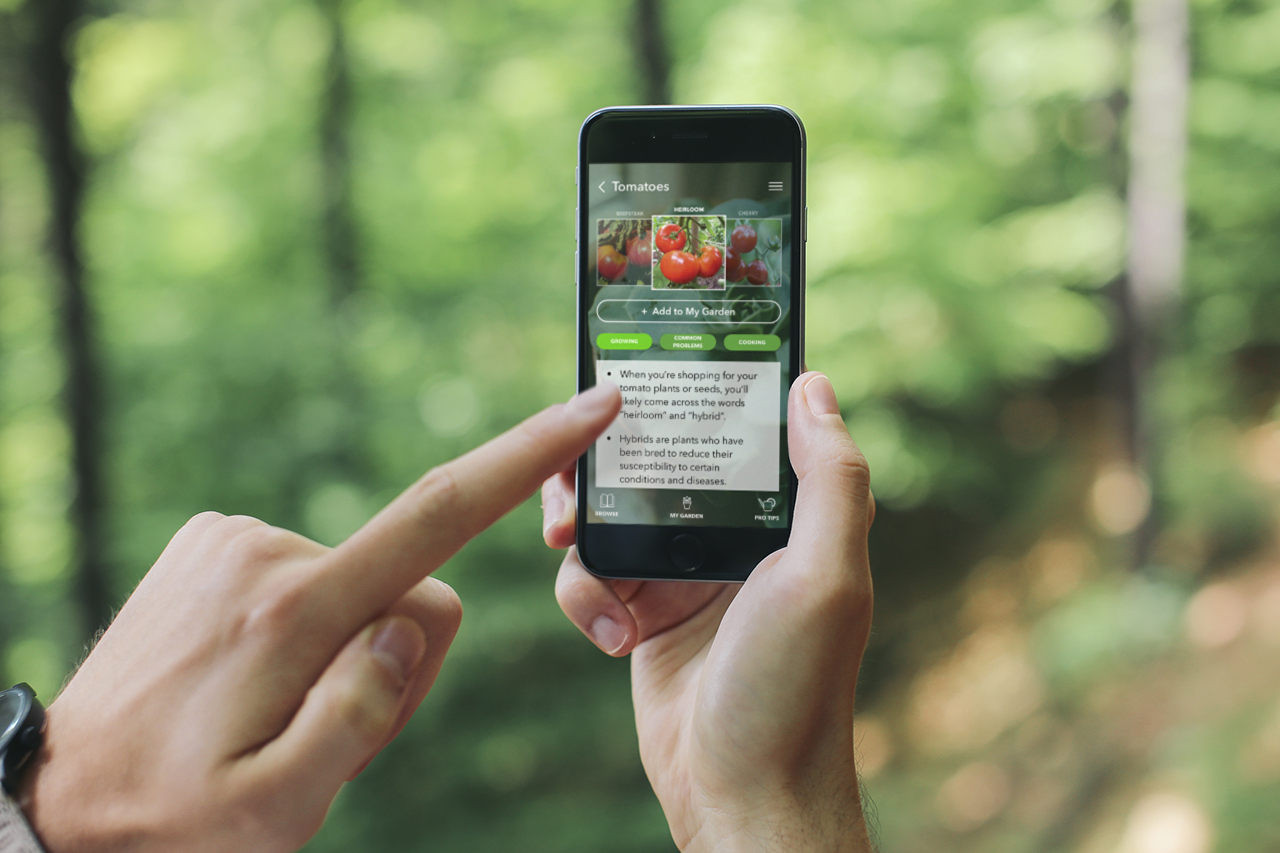 Tomatoes
BEEFSTEAK HEIRLOOM CHERRY
+ Add to My Garden
GROWING COMMON PROBLEMS COOKING
• When you're shopping for your
tomato plants or seeds, you'll
likely come across the words
"heirloom" and "hybrid".
• Hybrids are plants who have
been bred to reduce their
susceptibility to certain
conditions and diseases.
BROWSE MY GARDEN PRO TIPS